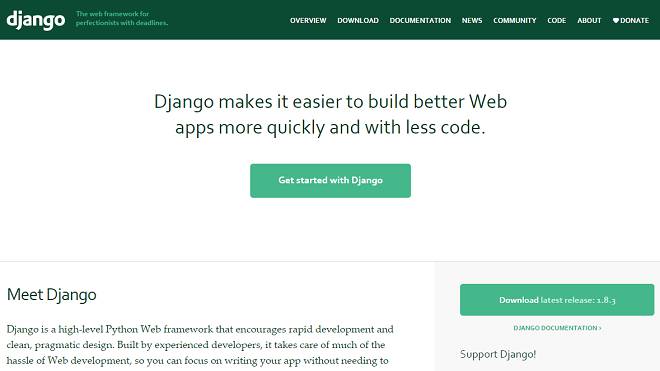 django
The web framework for
perfectionists with deadlines.
OVERVIEW DOWNLOAD DOCUMENTATION NEWS COMMUNITY CODE ABOUT ♥ DONATE
Django makes it easier to build better Web
apps more quickly and with less code.
Get started with Django
Meet Django
Django is a high-level Python Web framework that encourages rapid development and
clean, pragmatic design. Built by experienced developers, it takes care of much of the
hassle of Web development, so you can focus on writing your app without needing to
Download latest release: 1.8.3
DJANGO DOCUMENTATION ›
Support Django!